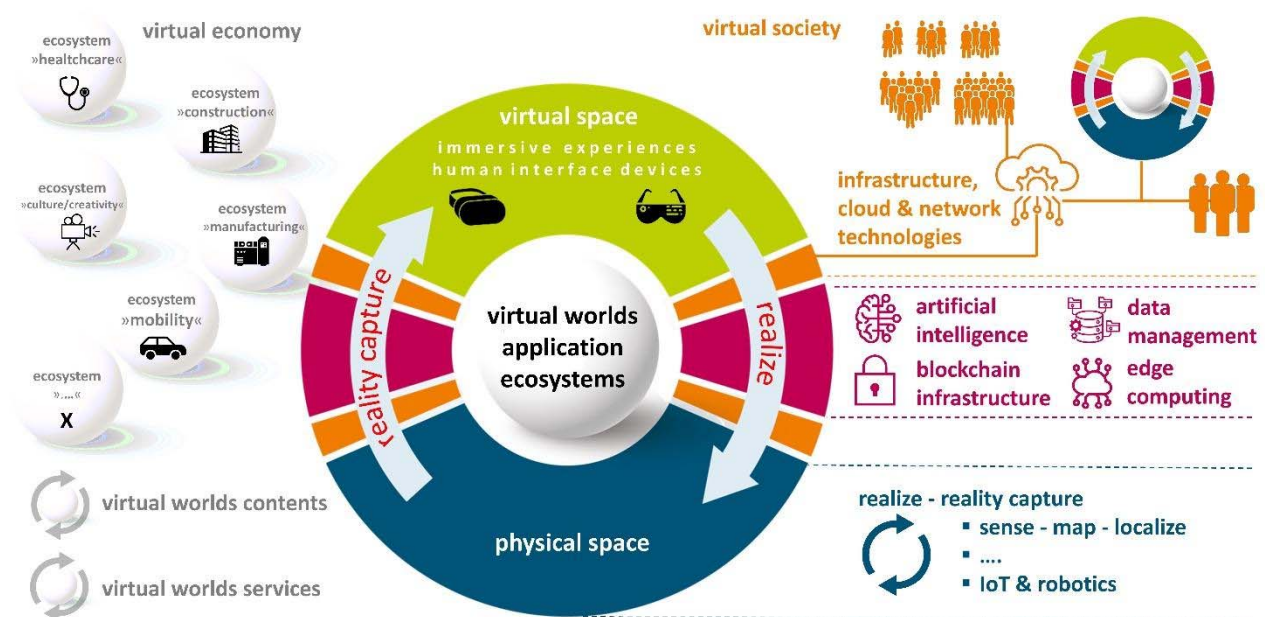 virtual economy
ecosystem
»healthcare«
ecosystem
»construction«
ecosystem
»culture/creativity«
ecosystem
»manufacturing«
ecosystem
»mobility«
ecosystem
»....«
X
virtual worlds contents
virtual worlds services
virtual space
immersive experiences
human interface devices
reality capture
virtual worlds
application
ecosystems
realize
physical space
virtual society
infrastructure,
cloud & network
technologies
artificial
intelligence
data
management
blockchain
infrastructure
edge
computing
realize - reality capture
▪ sense - map - localize
▪ ....
▪ IoT & robotics